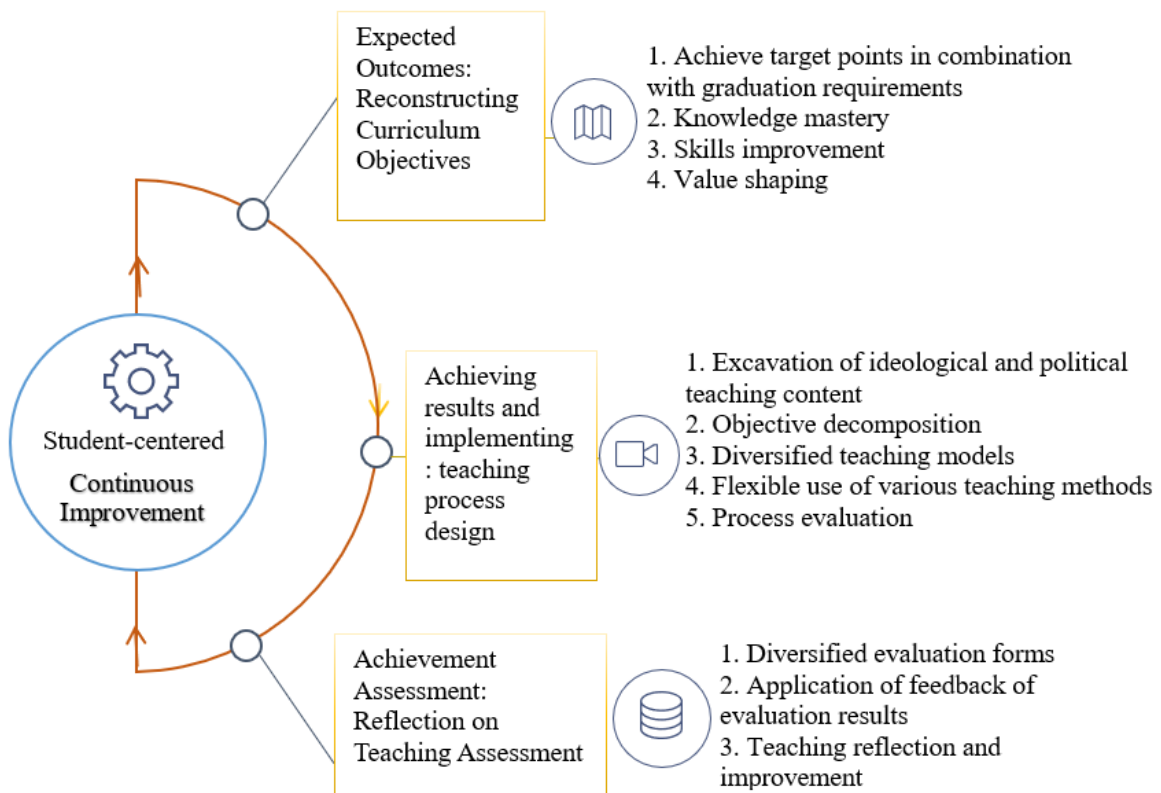 Expected
Outcomes:
Reconstructing
Curriculum
Objectives
1. Achieve target points in combination
with graduation requirements
2. Knowledge mastery
3. Skills improvement
4. Value shaping
Student-centered
Continuous
Improvement
Achieving
results and
implementing
: teaching
process
design
1. Excavation of ideological and political
teaching content
2. Objective decomposition
3. Diversified teaching models
4. Flexible use of various teaching methods
5. Process evaluation
Achievement
Assessment:
Reflection on
Teaching Assessment
1. Diversified evaluation forms
2. Application of feedback of
evaluation results
3. Teaching reflection and
improvement